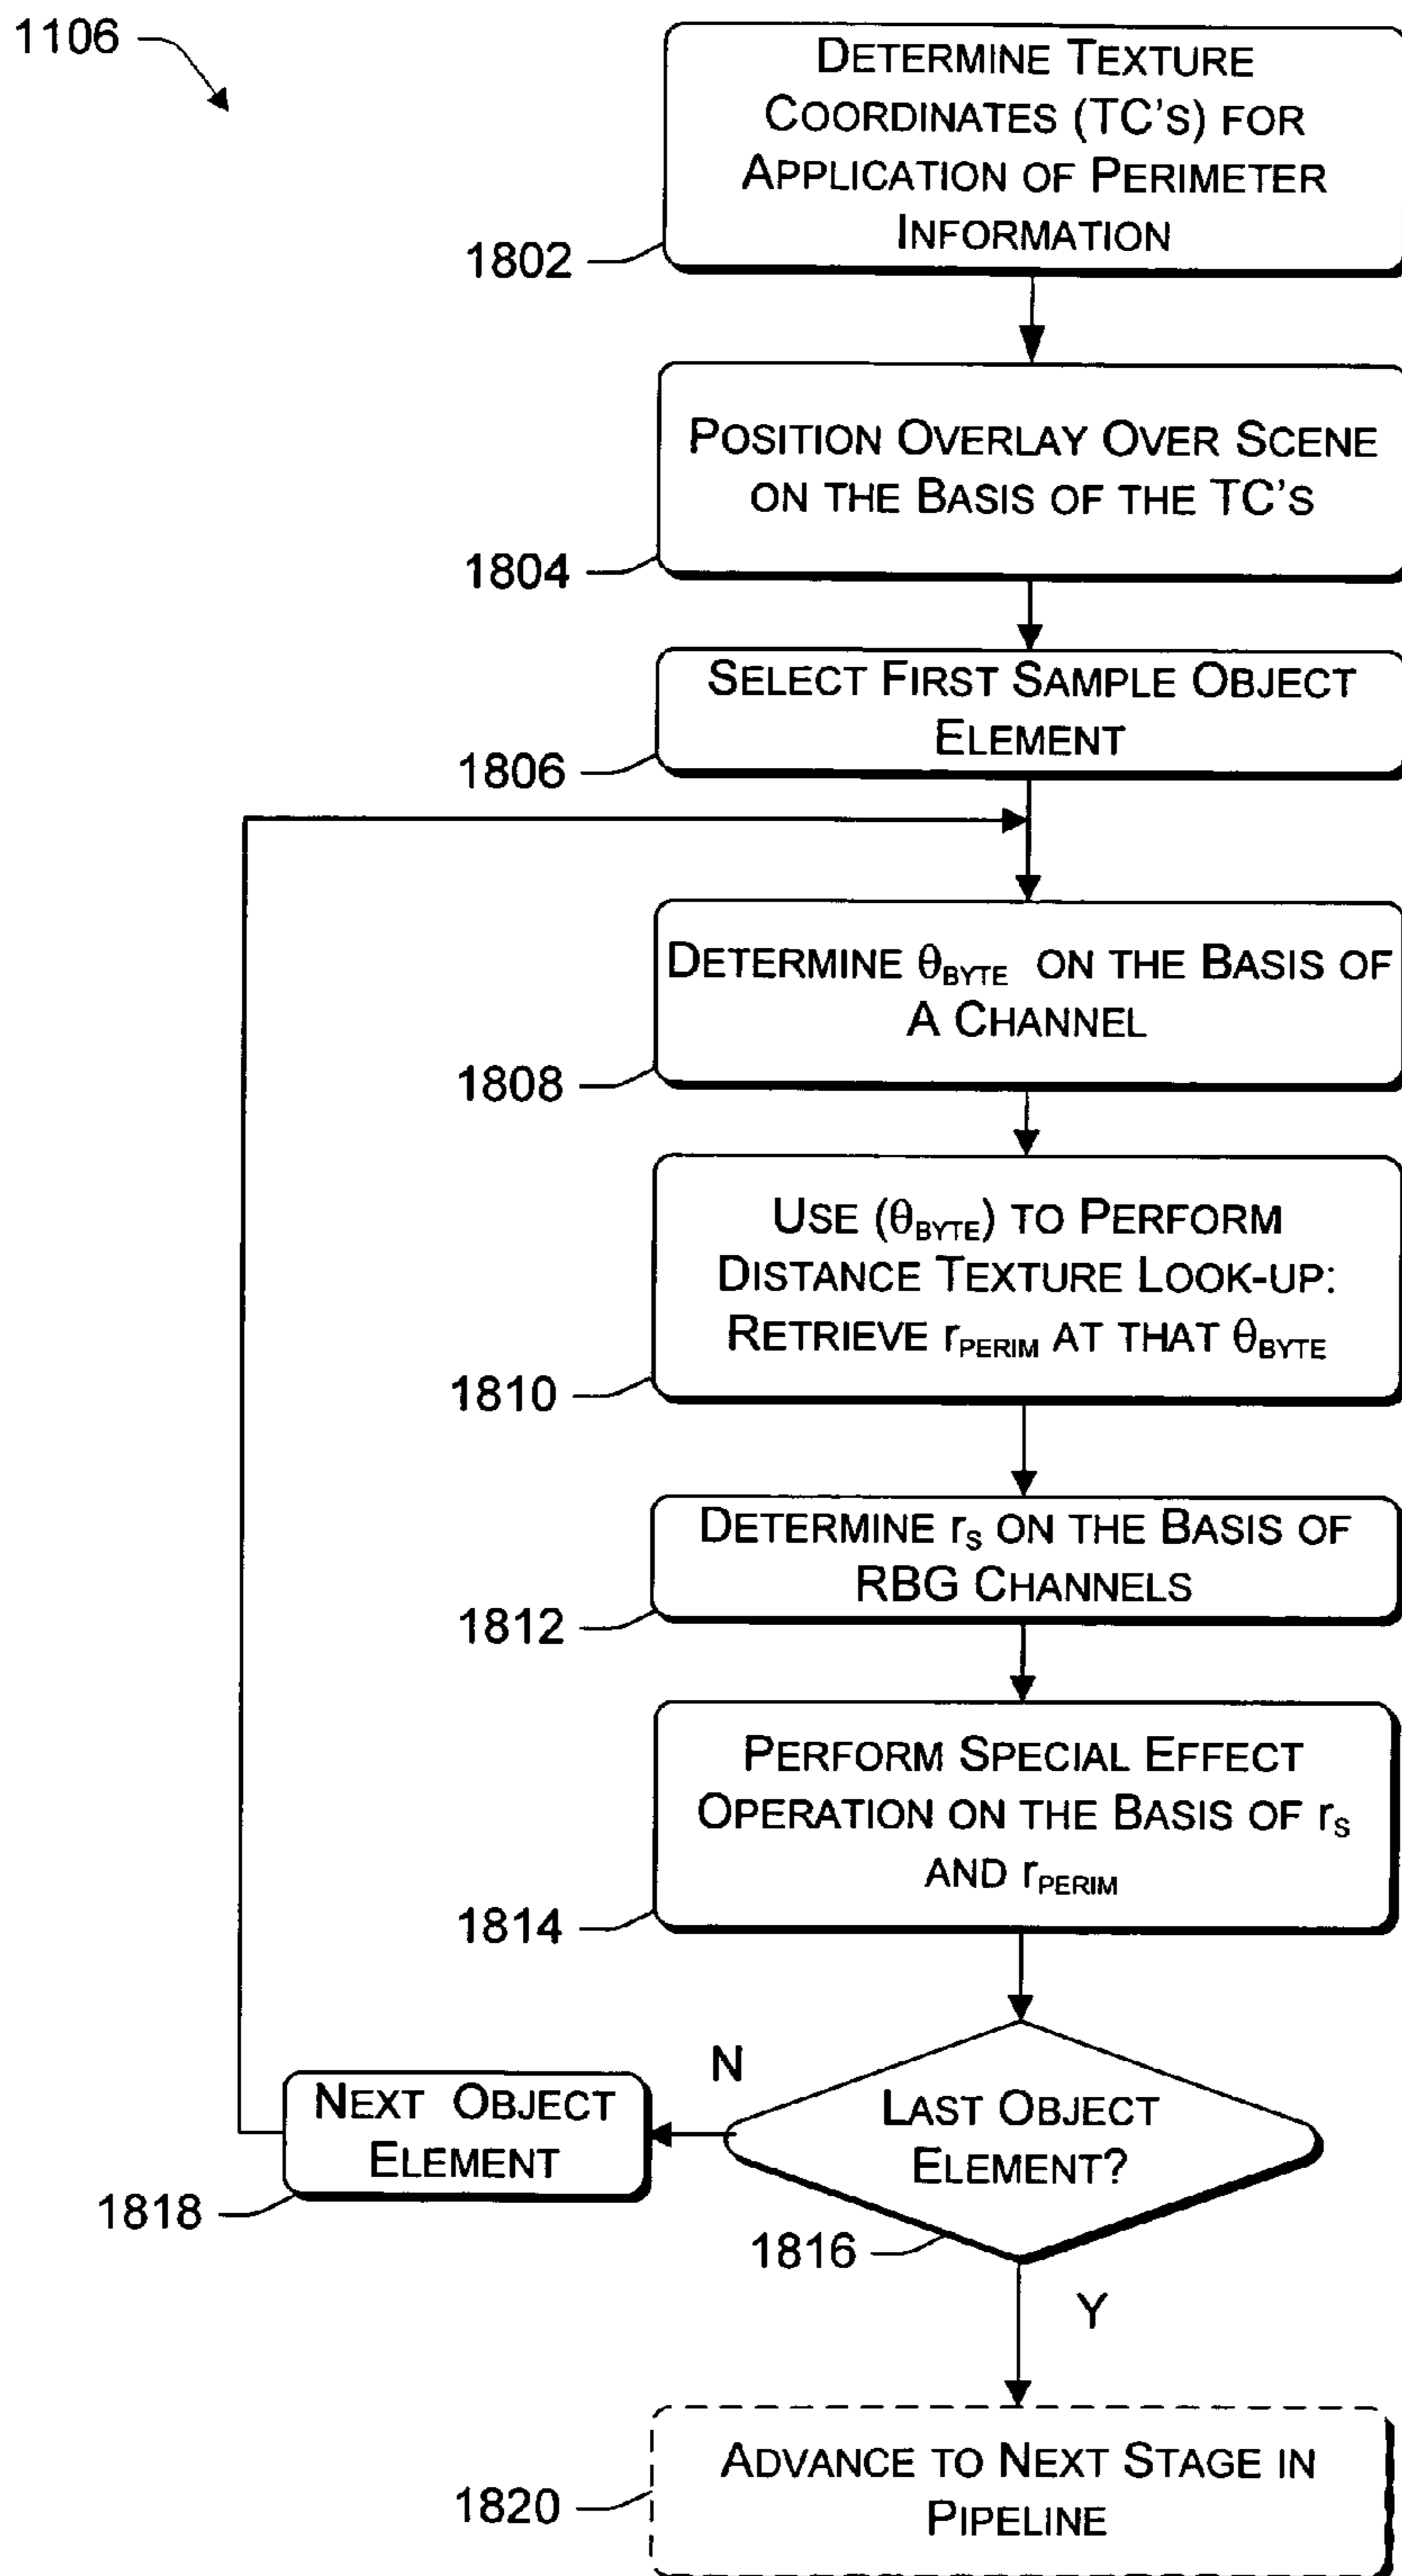 1106
DETERMINE TEXTURE
COORDINATES (TC'S) FOR
APPLICATION OF PERIMETER
INFORMATION
1802
POSITION OVERLAY OVER SCENE
ON THE BASIS OF THE TC'S
1804
SELECT FIRST SAMPLE OBJECT
ELEMENT
1806
DETERMINE θBYTE ON THE BASIS OF
A CHANNEL
1808
USE (θBYTE) TO PERFORM
DISTANCE TEXTURE LOOK-UP:
RETRIEVE rPERIM AT THAT θBYTE
1810
DETERMINE rS ON THE BASIS OF
RBG CHANNELS
1812
PERFORM SPECIAL EFFECT
OPERATION ON THE BASIS OF rS
AND rPERIM
1814
N
NEXT OBJECT
ELEMENT
1818
LAST OBJECT
ELEMENT?
1816
Y
ADVANCE TO NEXT STAGE IN
PIPELINE
1820